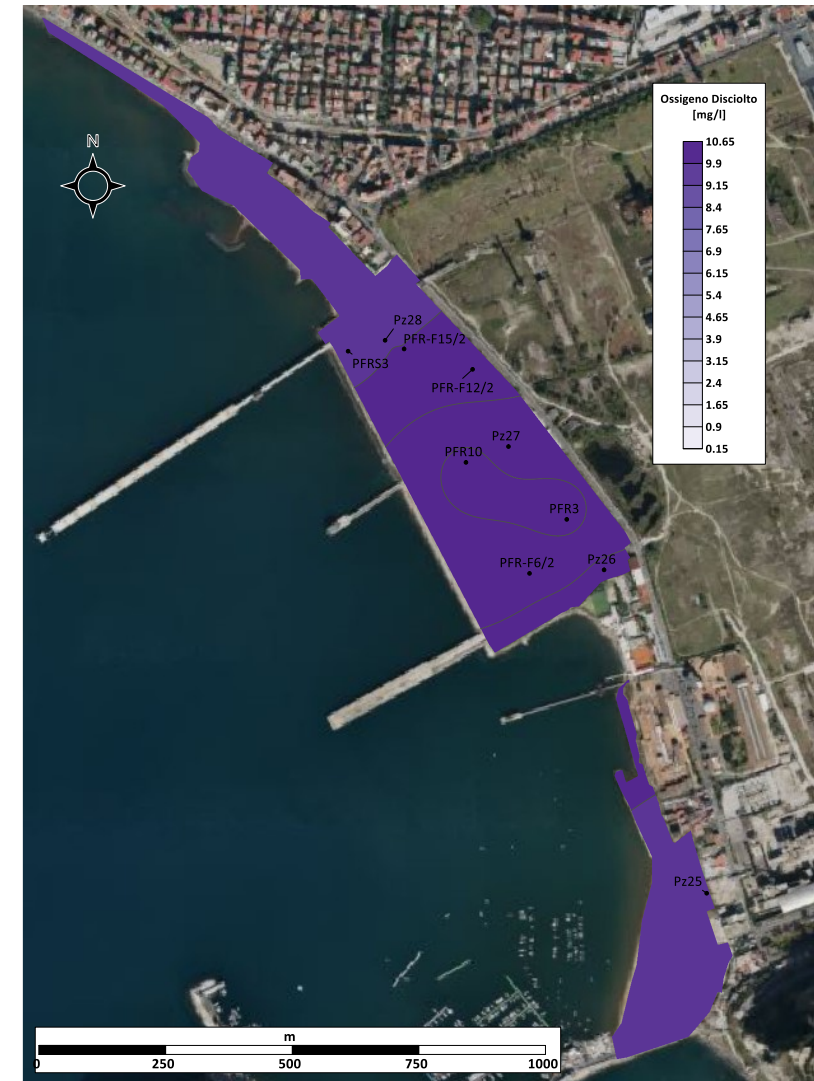 Ossigeno Disciolto
[mg/l]
10.65
9.9
9.15
8.4
7.65
6.9
6.15
5.4
4.65
3.9
3.15
2.4
1.65
0.9
0.15
N
Pz28
PFR-F15/2
PFRS3
PFR-F12/2
Pz27
PFR10
PFR3
PFR-F6/2
Pz26
Pz25
m
0 250 500 750 1000